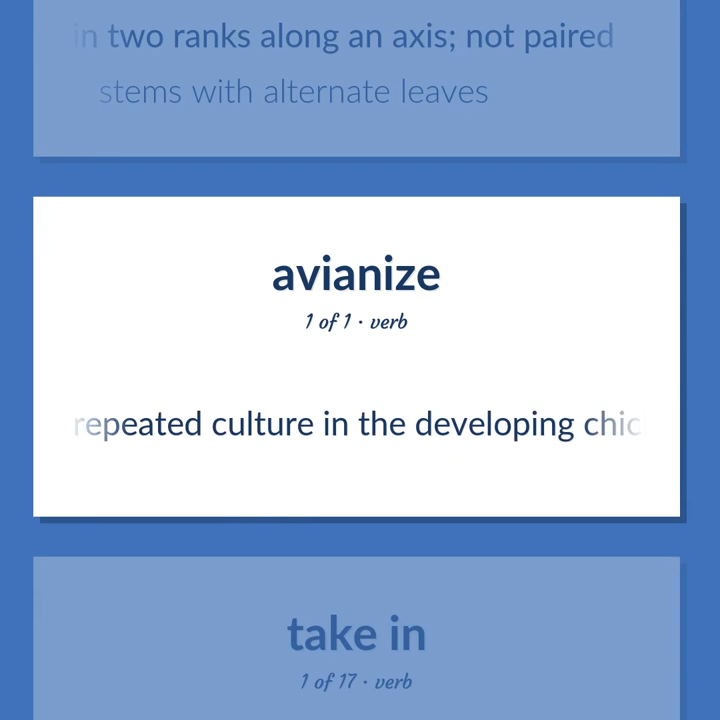 in two ranks along an axis; not paired
stems with alternate leaves
avianize
1 of 1 · verb
repeated culture in the developing
take in
1 of 17 · verb